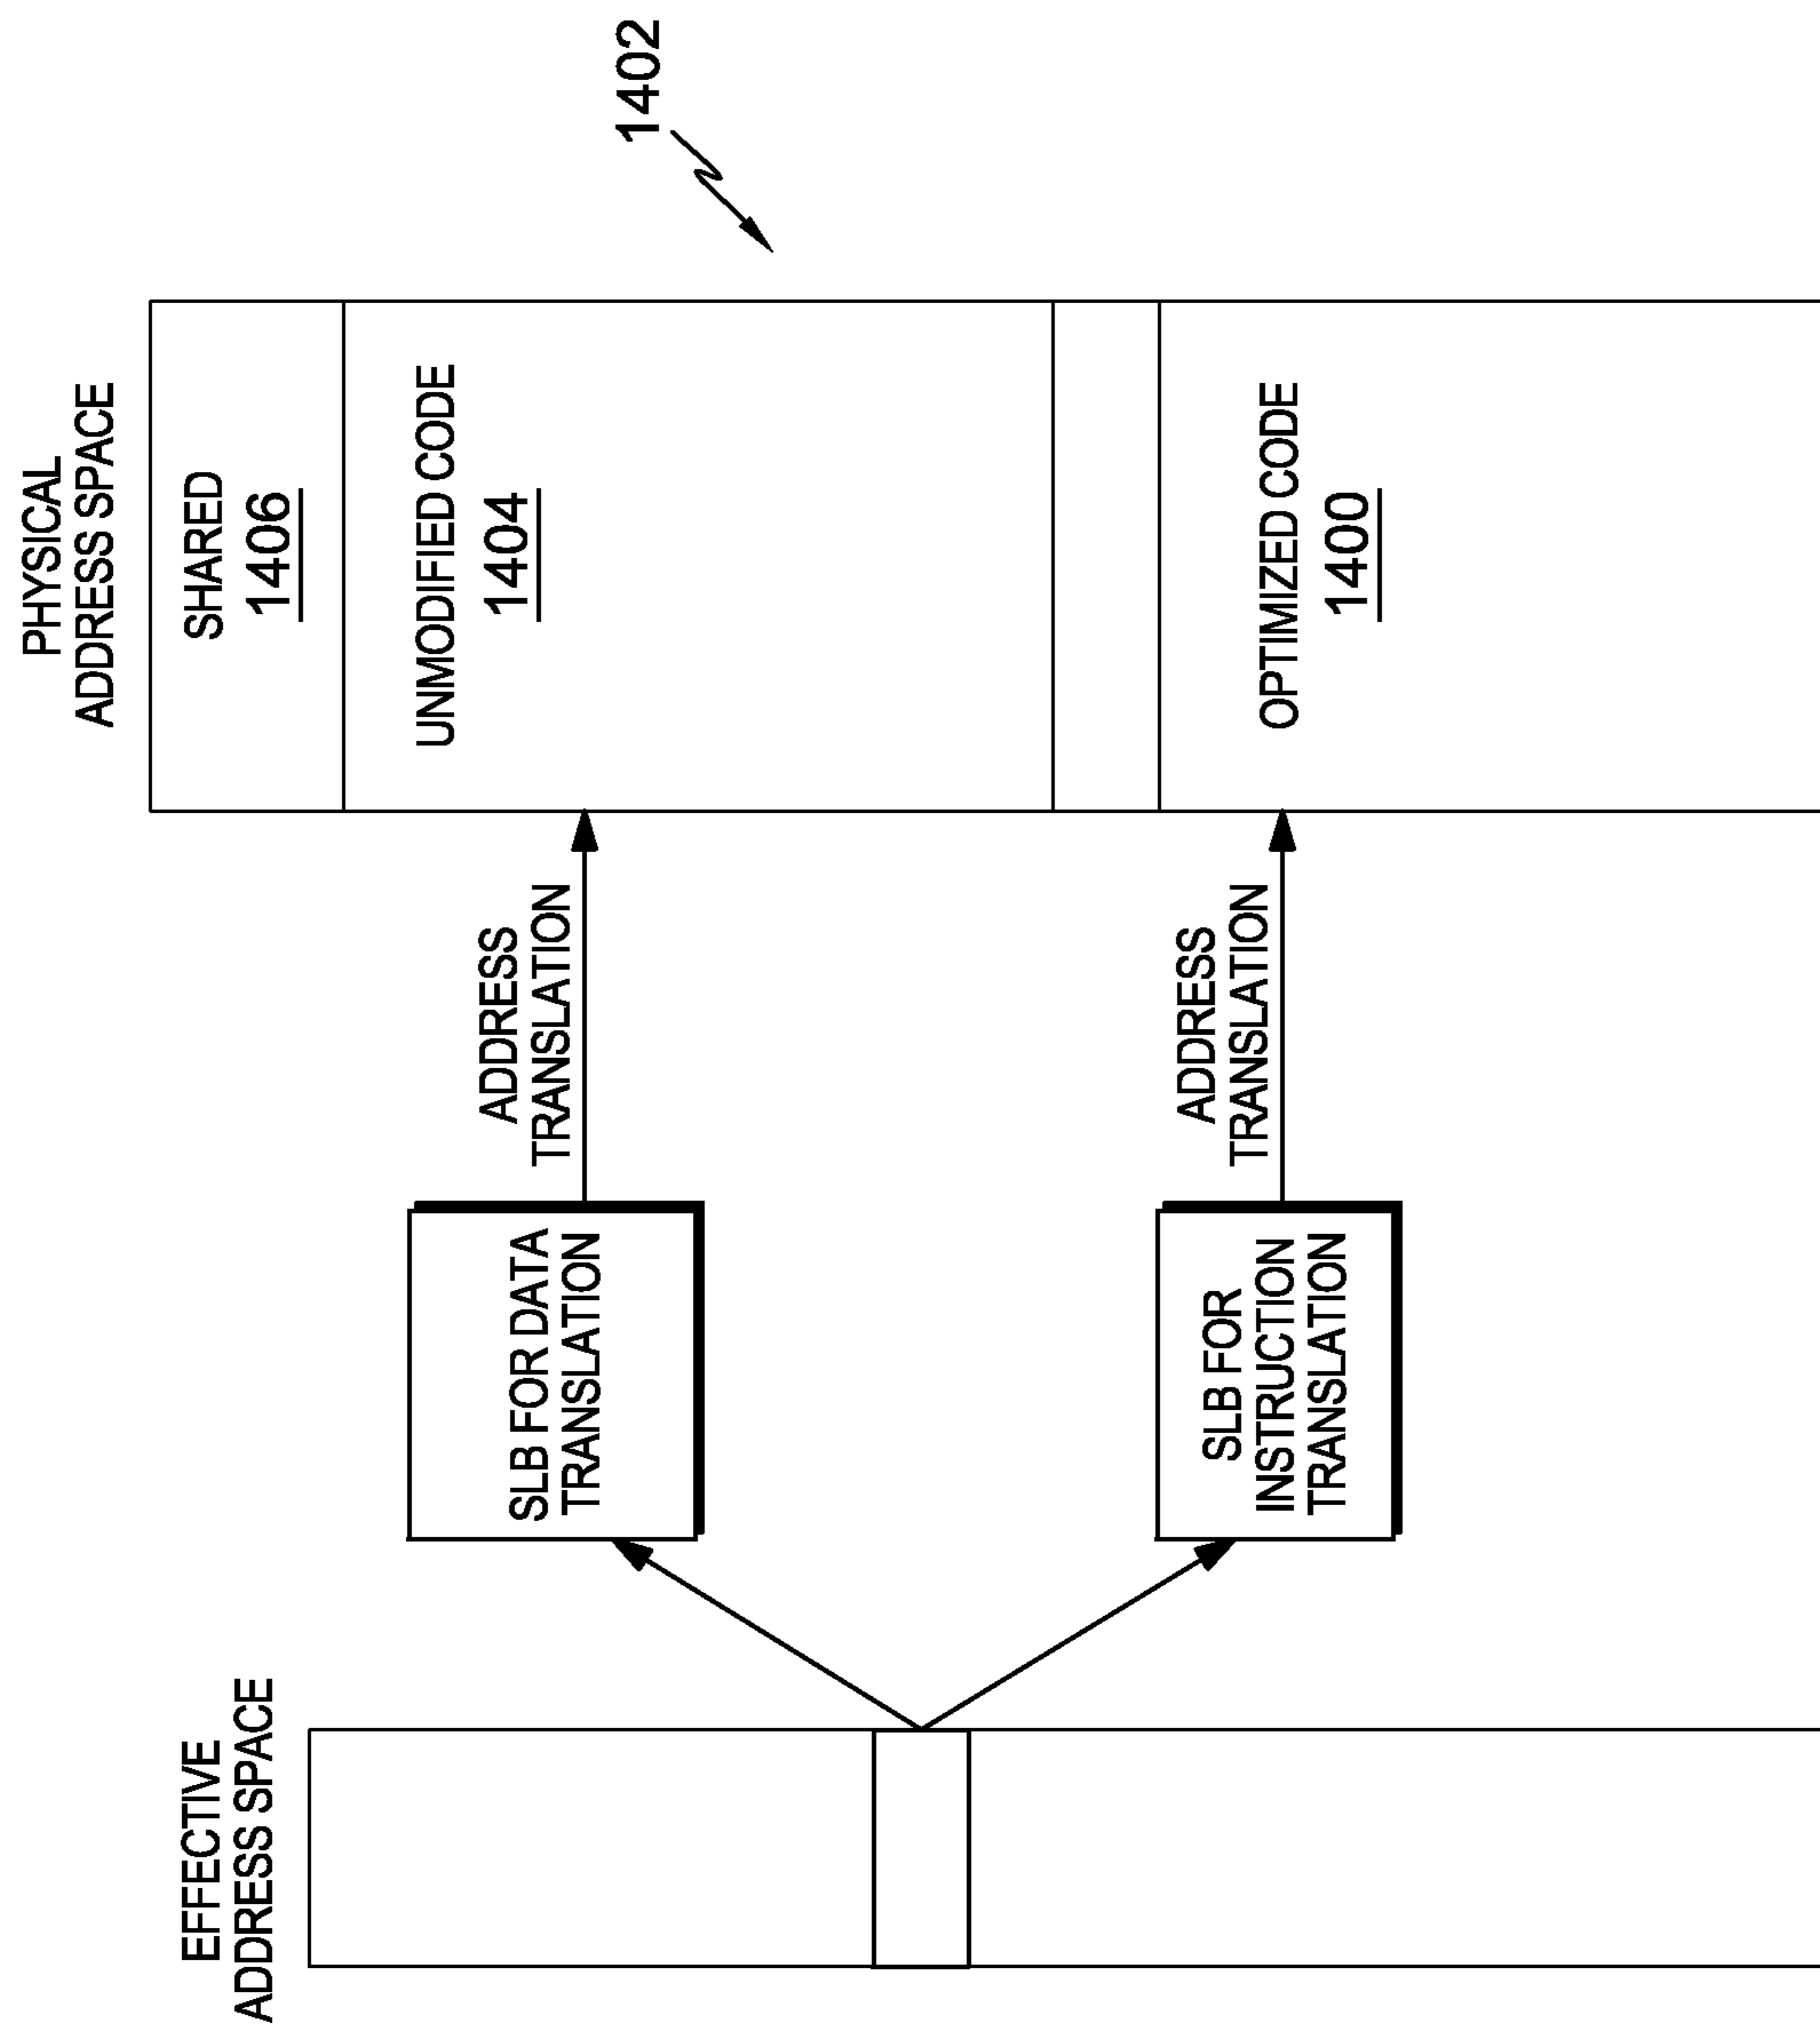 EFFECTIVE
ADDRESS SPACE
SLB FOR DATA
TRANSLATION
SLB FOR
INSTRUCTION
TRANSLATION
ADDRESS
TRANSLATION
ADDRESS
TRANSLATION
PHYSICAL
ADDRESS SPACE
SHARED
1406
UNMODIFIED CODE
1404
OPTIMIZED CODE
1400
1402